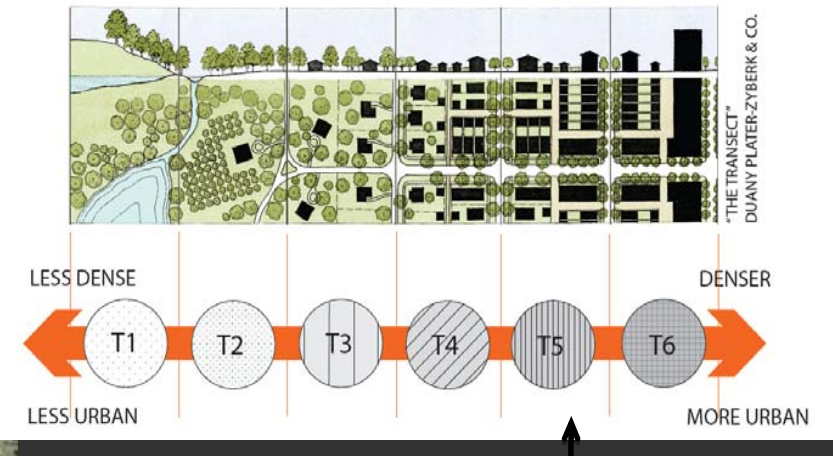 "THE TRANSECT"
DUANY PLATER-ZYBERK & CO.
LESS DENSE
DENSER
T1
T2
T3
T4
T5
T6
LESS URBAN
MORE URBAN